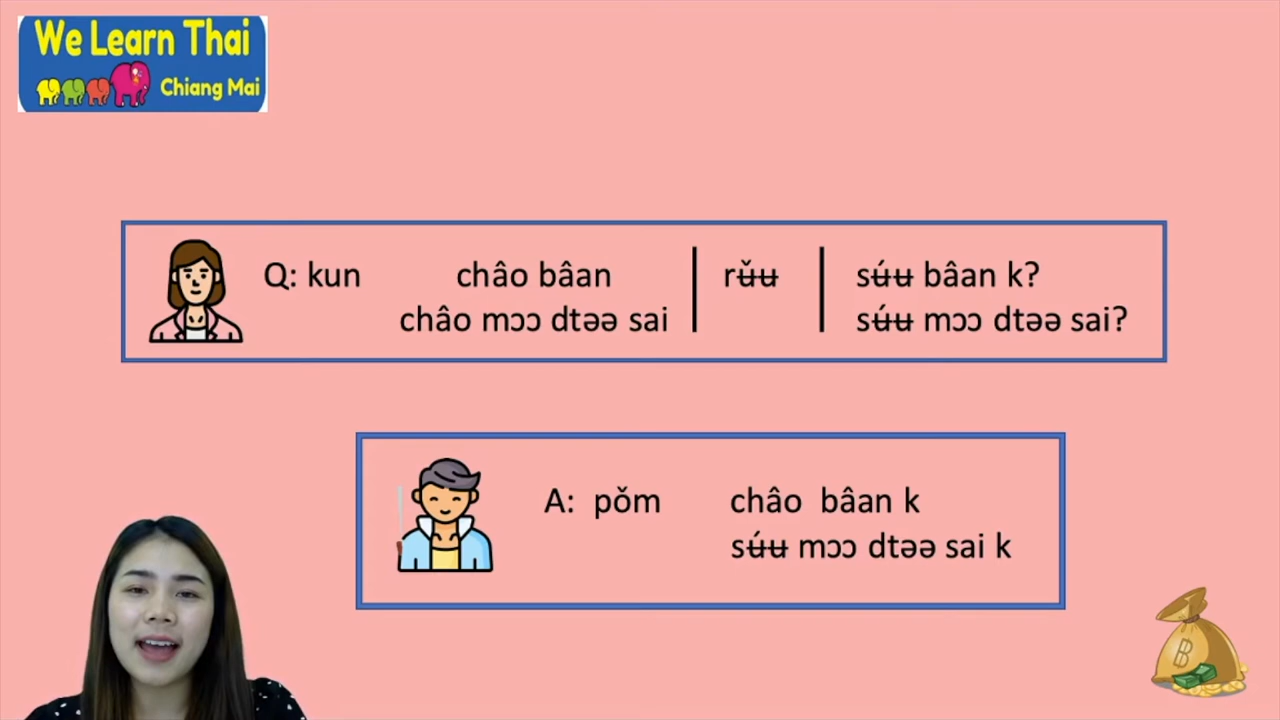 We Learn Thai
Chiang Mai
Q: kun châo bâan | rʉ̌ʉ | sʉ́ʉ bâan k?
châo mɔɔ dtəə sai | | sʉ́ʉ mɔɔ dtəə sai?
A: pǒm châo bâan k
sʉ́ʉ mɔɔ dtəə sai k
B